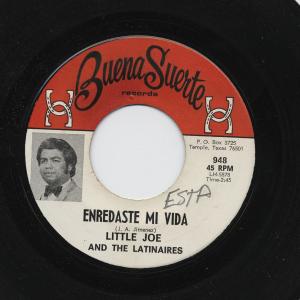 Buena Suerte
records
P. O. Box 3725
Temple, Texas 76501
948
45 RPM
LH-5878
Time-2:45
ESTA
ENREDASTE MI VIDA
(J. A. Jimenez)
LITTLE JOE
AND THE LATINAIRES